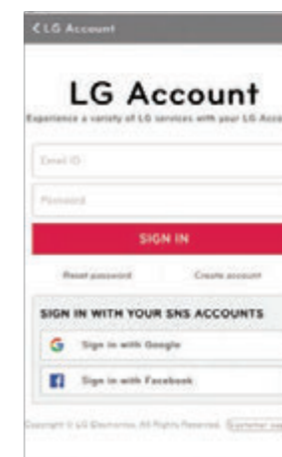 LG Account
LG Account
Experience a variety of LG services with your LG Acco
Email ID
Password
SIGN IN
Reset password Create account
SIGN IN WITH YOUR SNS ACCOUNTS
Sign in with Google
Sign in with Facebook
Copyright © LG Electronics. All Rights Reserved. Customer su